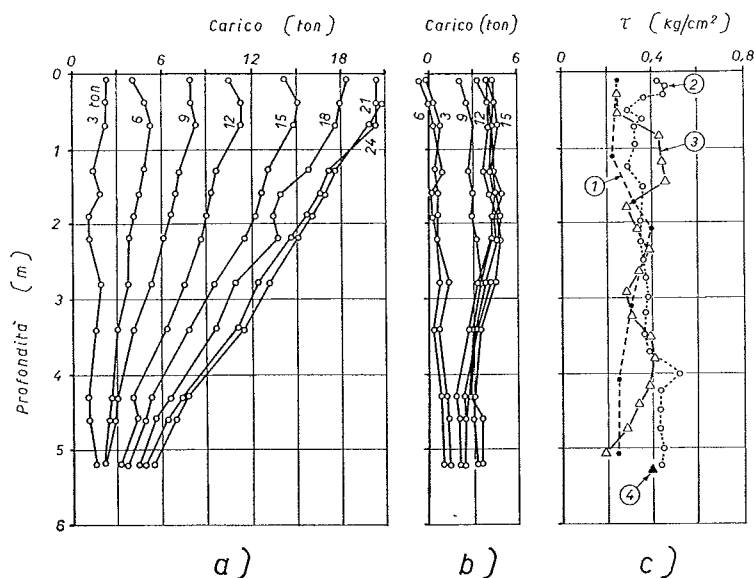 Carico (ton)
0 6 12 18 24
Carico (ton)
0 6
τ (kg/cm²)
0 0,4 0,8
Profondità (m)
0
1
2
3
4
5
6
3 ton
6
9
12
15
18
21
24
6
3
9
12
15
1
2
3
4
a)
b)
c)